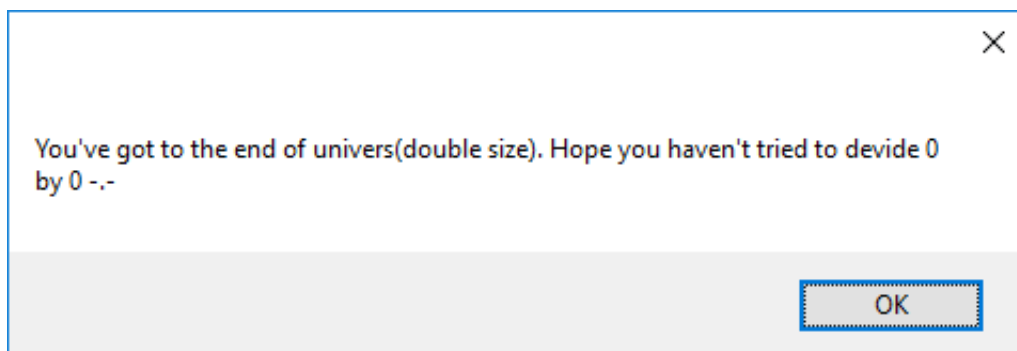 You've got to the end of univers(double size). Hope you haven't tried to devide 0
by 0 -.-
OK